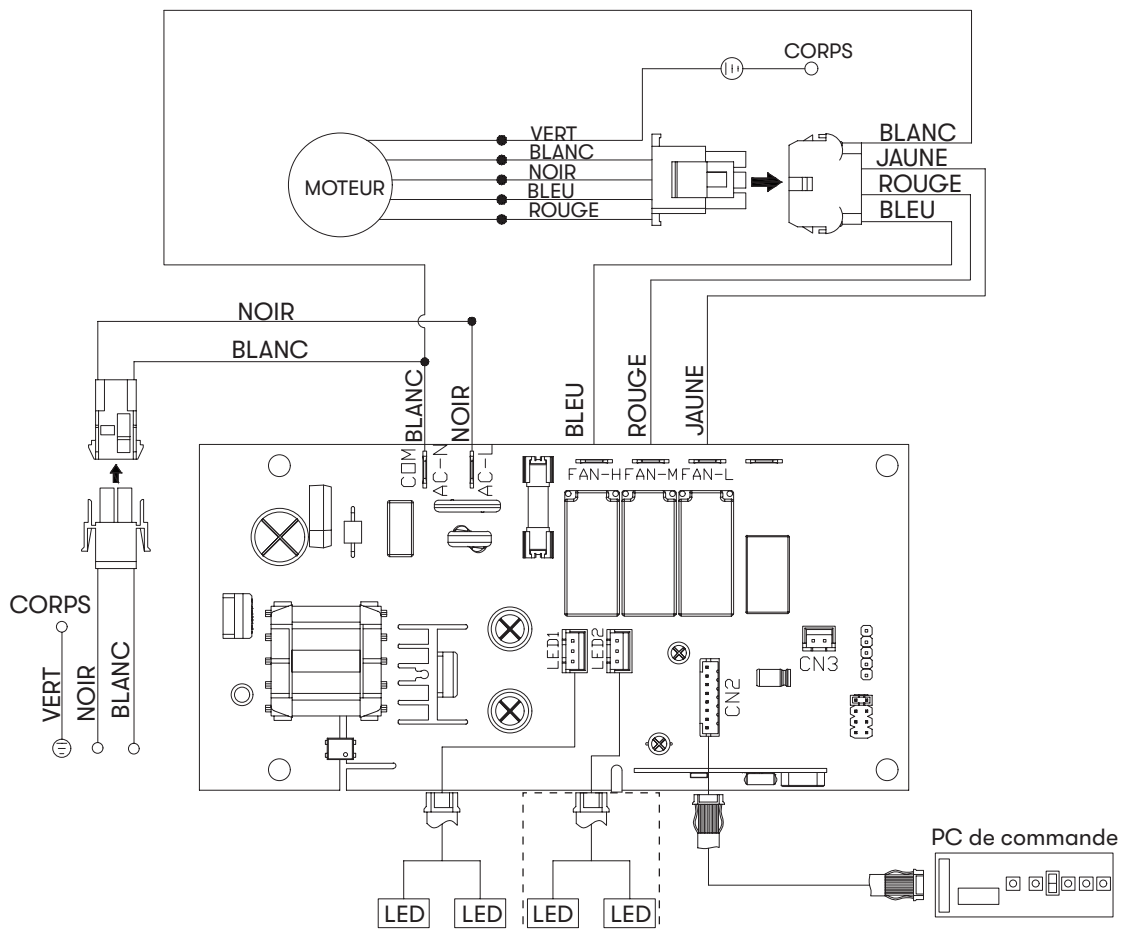 CORPS
VERT
BLANC
NOIR
BLEU
ROUGE
MOTEUR
BLANC
JAUNE
ROUGE
BLEU
NOIR
BLANC
BLANC
NOIR
BLEU
ROUGE
JAUNE
COM
AC-N
AC-L
FAN-H
FAN-M
FAN-L
CORPS
VERT
NOIR
BLANC
LED1
LED2
CN2
CN3
PC de commande
LED
LED
LED
LED